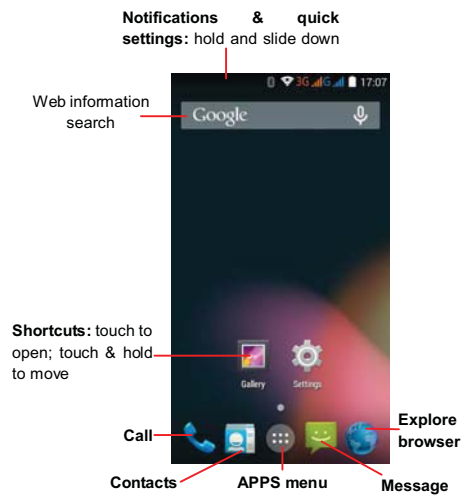 Notifications & quick
settings: hold and slide down
3G G 17:07
Web information
search
Google
Shortcuts: touch to
open; touch & hold
to move
Gallery Settings
Call
Explore
browser
Contacts
APPS menu
Message